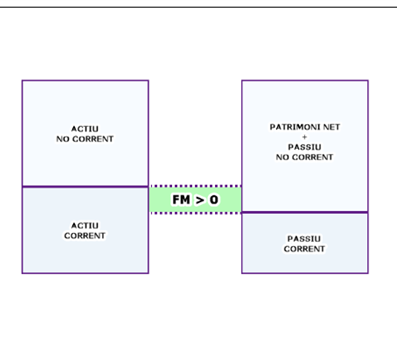 ACTIU
NO CORRENT
ACTIU
CORRENT
FM > 0
PATRIMONI NET
+
PASSIU
NO CORRENT
PASSIU
CORRENT